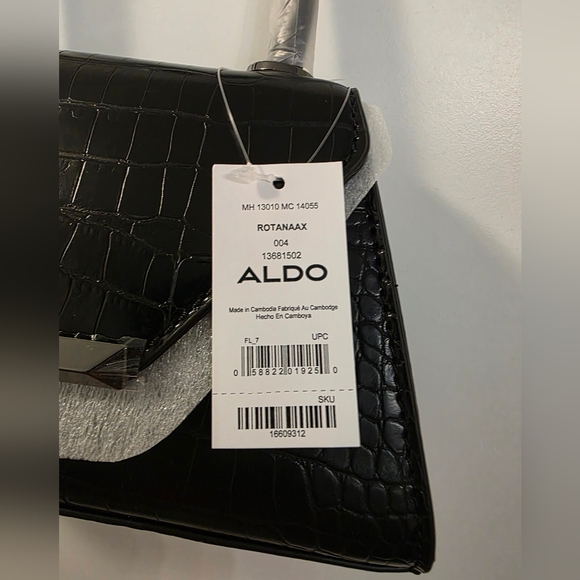 MH 13010 MC 14055
ROTANAAX
004
13681502
ALDO
Made in Cambodia Fabriqué Au Cambodge
Hecho En Camboya
FL_7 UPC
0 58822 01925 0
SKU
16609312